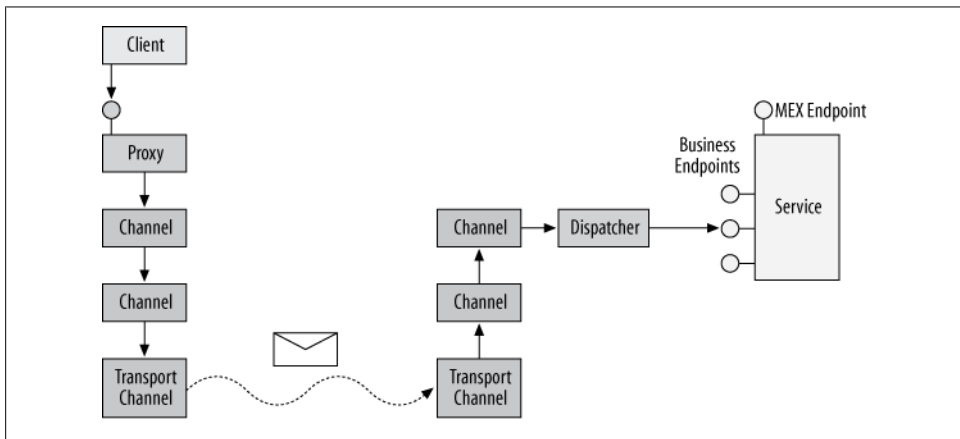 Client
Proxy
Channel
Channel
Transport
Channel
Channel
Channel
Transport
Channel
Dispatcher
MEX Endpoint
Business
Endpoints
Service